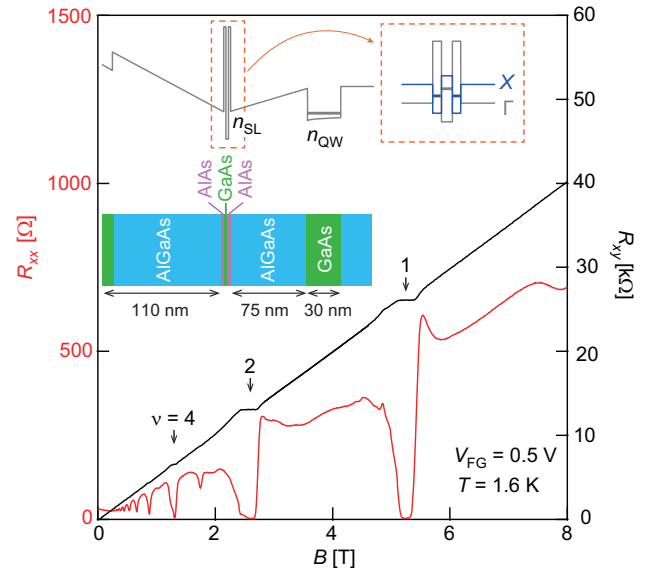 1500
1000
500
0
R_xx [Ω]
60
50
40
30
20
10
0
R_xy [kΩ]
n_SL
n_QW
X
Γ
AlAs
GaAs
AlAs
AlGaAs
AlGaAs
GaAs
110 nm
75 nm
30 nm
1
2
ν = 4
V_FG = 0.5 V
T = 1.6 K
0
2
4
6
8
B [T]